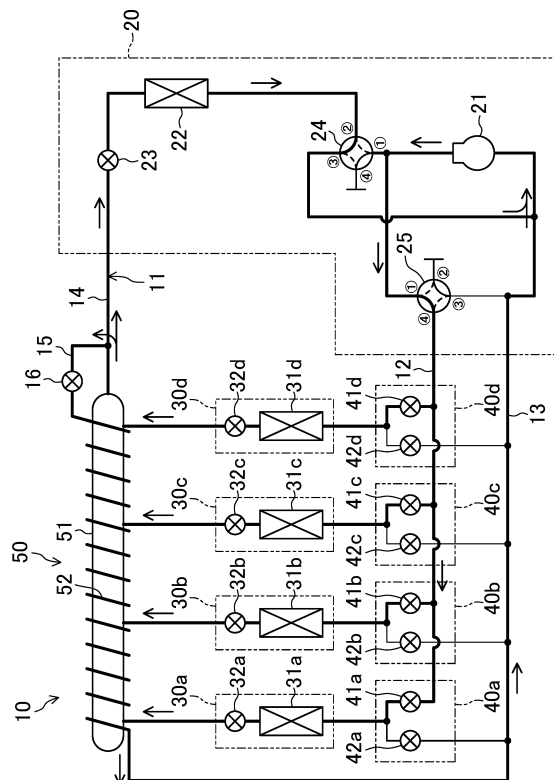 20
22
23
24
①
②
③
④
21
25
①
②
③
④
11
14
15
16
12
13
30d
32d
31d
41d
42d
40d
30c
32c
31c
41c
42c
40c
30b
32b
31b
41b
42b
40b
30a
32a
31a
41a
42a
40a
50
51
52
10